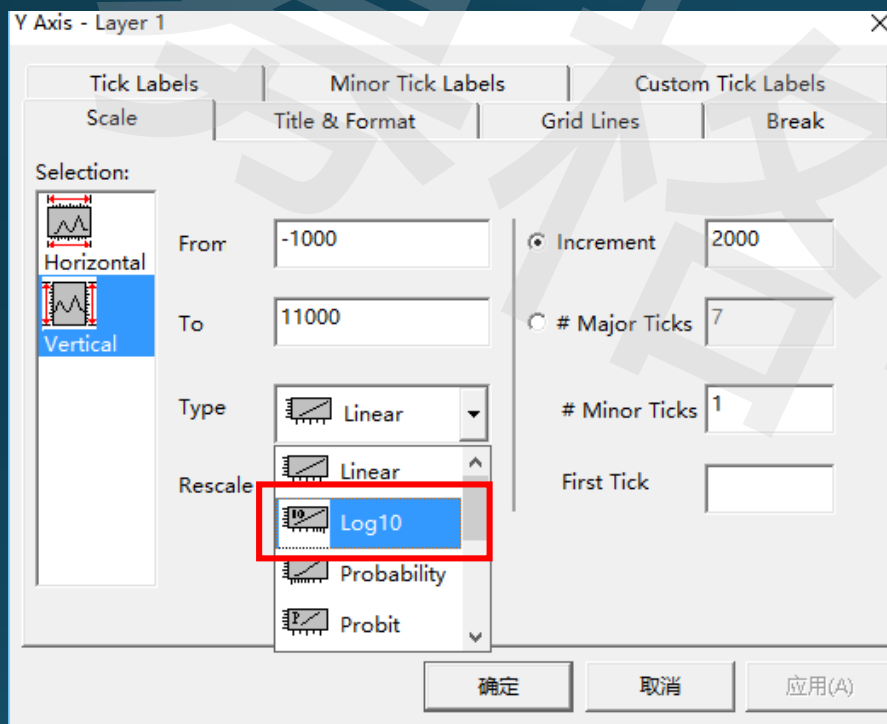 Y Axis - Layer 1
Tick Labels Minor Tick Labels Custom Tick Labels
Scale Title & Format Grid Lines Break
Selection:
Horizontal
Vertical
From -1000
To 11000
Type Linear
Rescale
Linear
Log10
Probability
Probit
Increment 2000
# Major Ticks 7
# Minor Ticks 1
First Tick
确定 取消 应用(A)